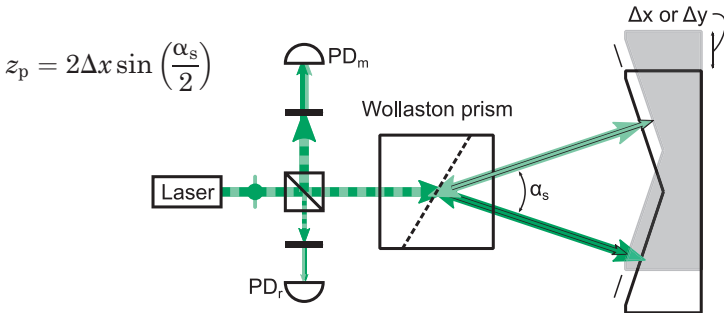 Δx or Δy
z_p = 2Δx sin (α_s/2)
PD_m
Wollaston prism
Laser
α_s
PD_r